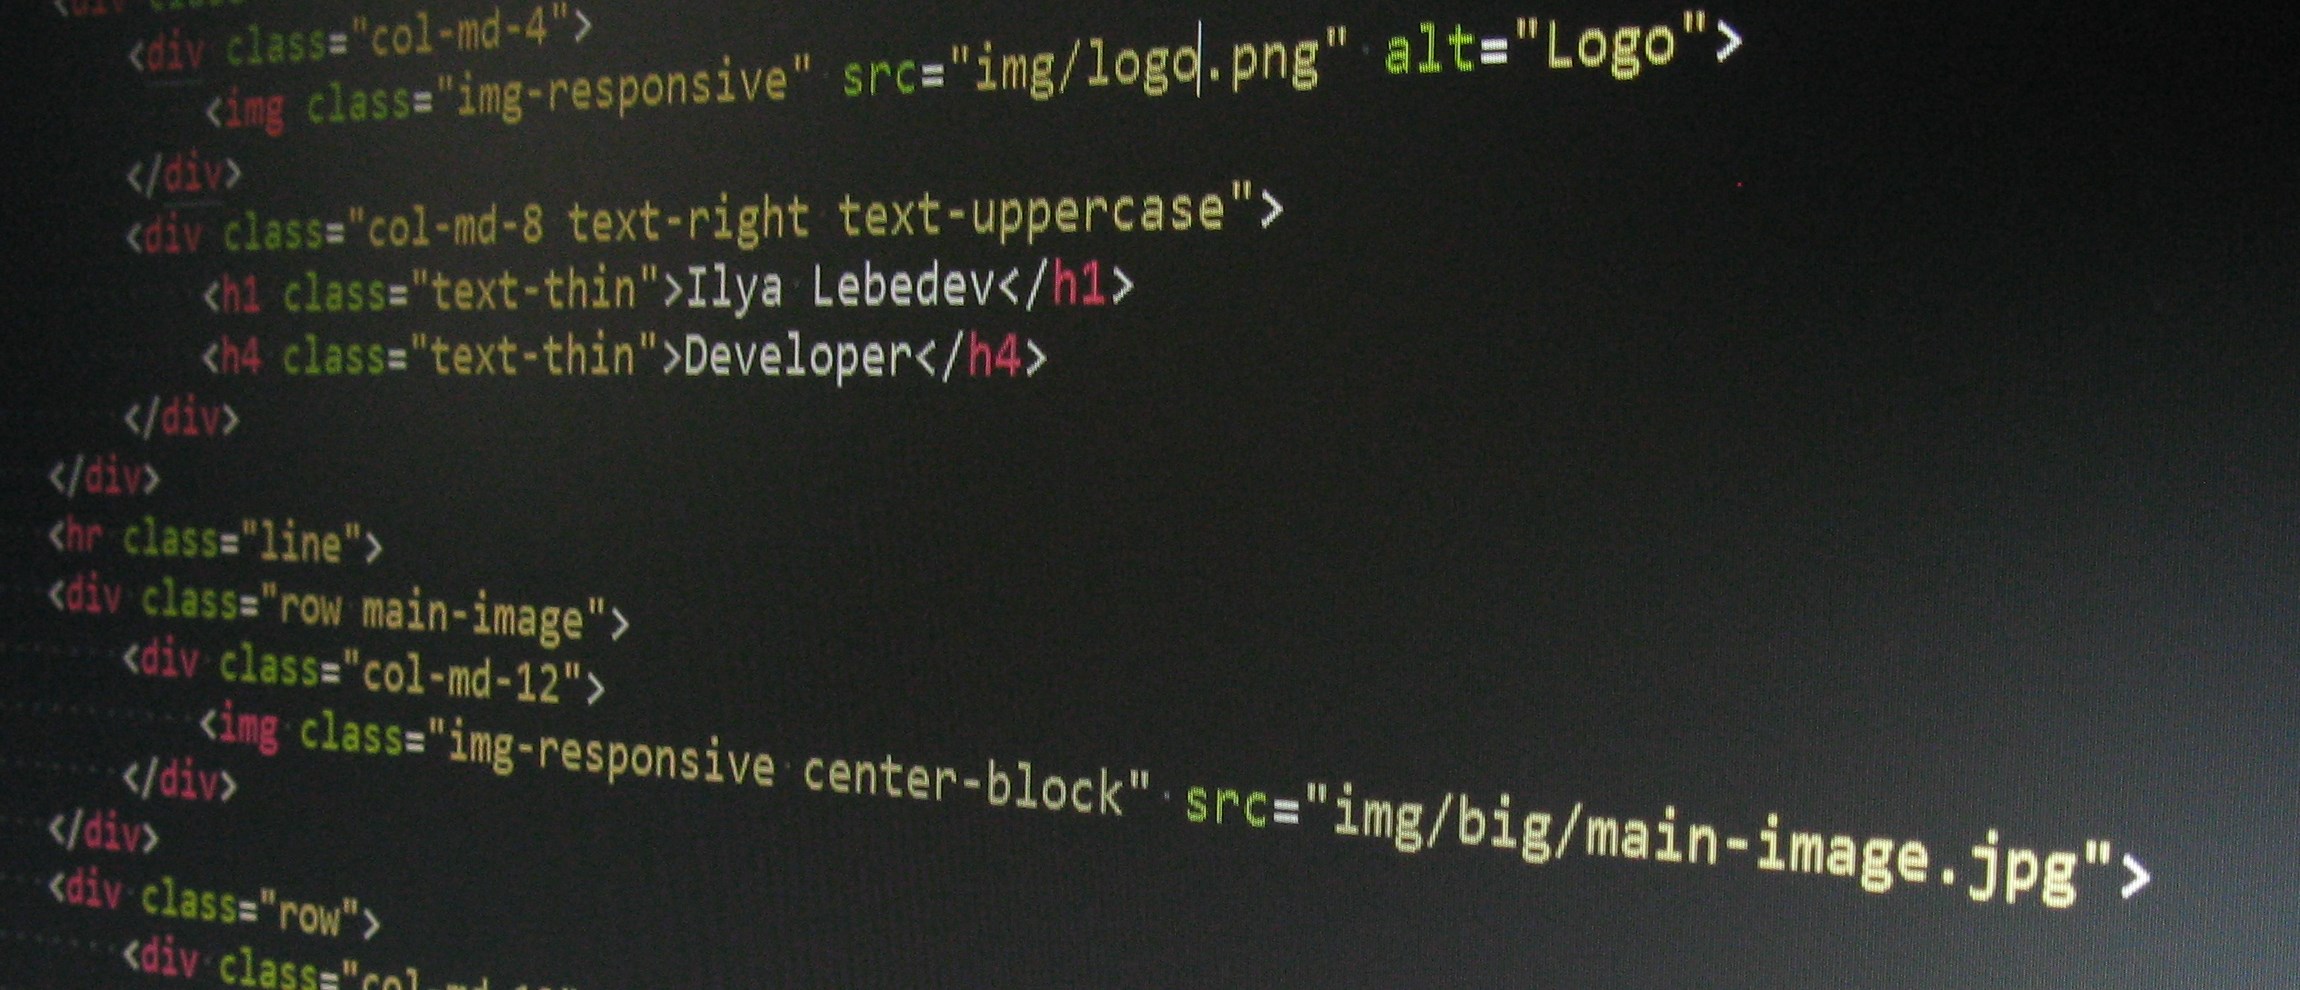 <div class
<div class="col-md-4">
<img class="img-responsive" src="img/logo.png" alt="Logo">
</div>
<div class="col-md-8 text-right text-uppercase">
<h1 class="text-thin">Ilya Lebedev</h1>
<h4 class="text-thin">Developer</h4>
</div>
</div>
<hr class="line">
<div class="row main-image">
<div class="col-md-12">
<img class="img-responsive center-block" src="img/big/main-image.jpg">
</div>
</div>
<div class="row">
<div class="col-md-